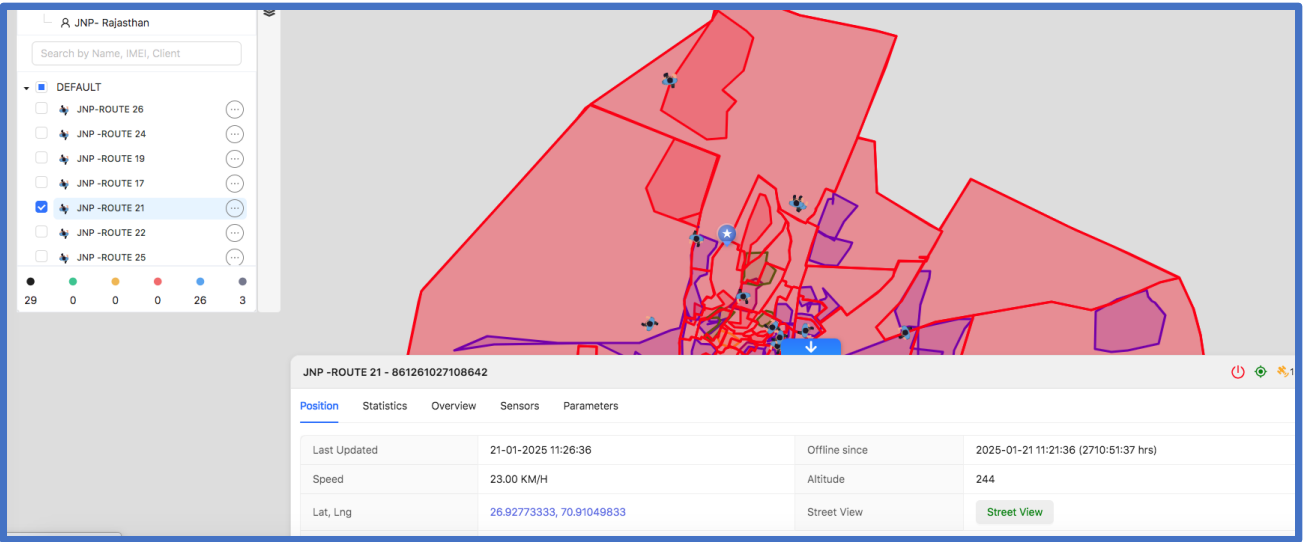 JNP- Rajasthan
Search by Name, IMEI, Client
DEFAULT
JNP-ROUTE 26
JNP -ROUTE 24
JNP -ROUTE 19
JNP -ROUTE 17
JNP -ROUTE 21
JNP -ROUTE 22
JNP -ROUTE 25
29 0 0 0 26 3
JNP -ROUTE 21 - 861261027108642
1
Position Statistics Overview Sensors Parameters
Last Updated 21-01-2025 11:26:36 Offline since 2025-01-21 11:21:36 (2710:51:37 hrs)
Speed 23.00 KM/H Altitude 244
Lat, Lng 26.92773333, 70.91049833 Street View Street View